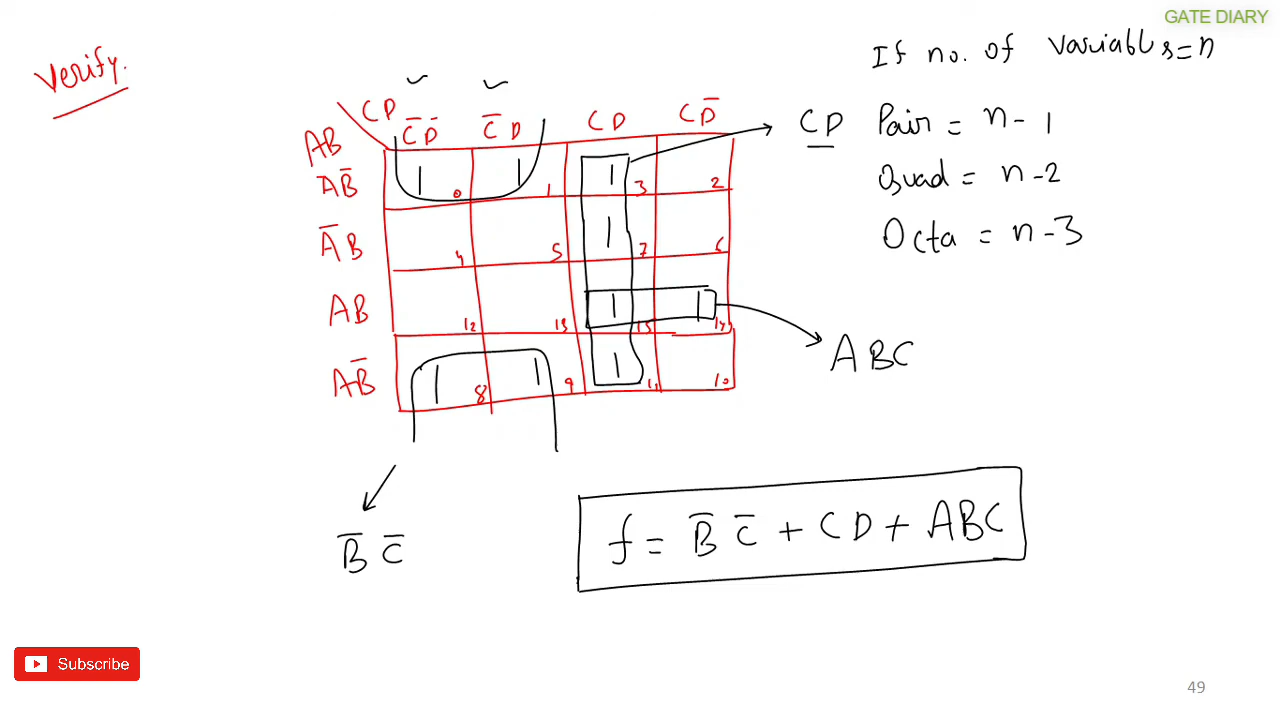 GATE DIARY
Verify.
If no. of variables = n
CD
C̅D̅ C̅D CD CD̅
AB
AB̅ 1 0 1 1 1 3 2
A̅B 4 5 1 7 6
AB 12 13 1 15 1 14
AB̅ 1 8 1 9 1 11 10
CD
Pair = n - 1
Quad = n - 2
Octa = n - 3
ABC
B̅ C̅
f = B̅ C̅ + CD + ABC
Subscribe
49